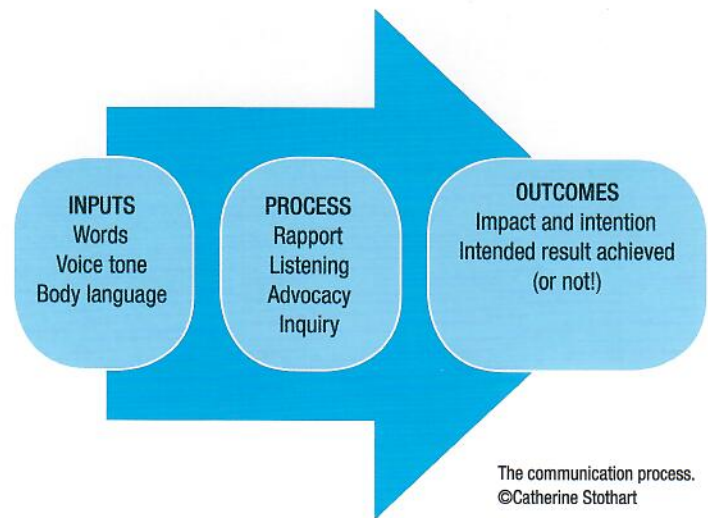 INPUTS
Words
Voice tone
Body language
PROCESS
Rapport
Listening
Advocacy
Inquiry
OUTCOMES
Impact and intention
Intended result achieved
(or not!)
The communication process.
©Catherine Stothart